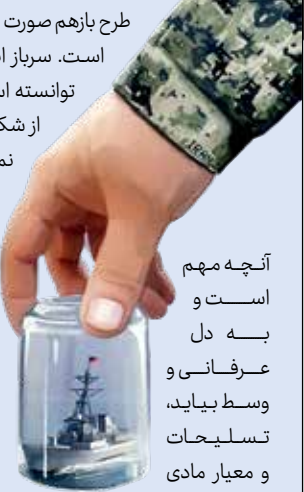 طرح بازهم صورت
است. سرباز
توانسته
از شک
نم
IRAN
آنچه مهم
است و
به دل
عرفانی و
وسط بیاید،
تسلیحات
و معیار مادی